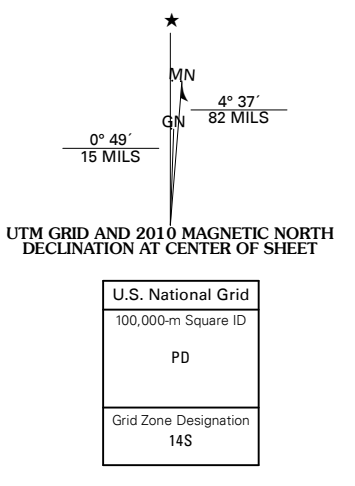 ★
MN
4° 37´
82 MILS
GN
0° 49´
15 MILS
UTM GRID AND 2010 MAGNETIC NORTH
DECLINATION AT CENTER OF SHEET
U.S. National Grid
100,000-m Square ID
PD
Grid Zone Designation
14S